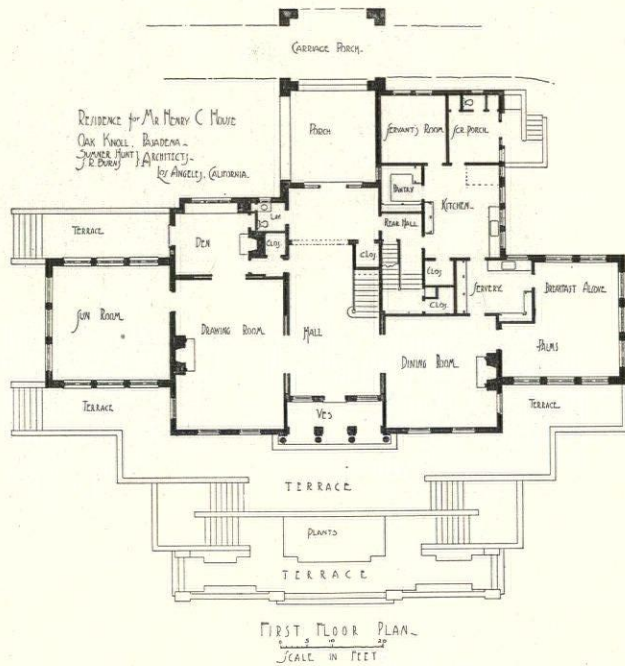 CARRIAGE PORCH.
RESIDENCE for MR HENRY C HOUSE
OAK KNOLL. PASADENA.
SUMNER HUNT } ARCHITECTS.
S.R. BURNS
LOS ANGELES, CALIFORNIA.
PORCH
SERVANT'S ROOM
SCR. PORCH
PANTRY
KITCHEN
LAV.
REAR HALL
TERRACE
DEN
CLOS.
CLOS.
CLOS
CLOS
SERVERY
BREAKFAST ALCOVE
SUN ROOM
DRAWING ROOM
HALL
DINING ROOM
PALMS
TERRACE
VES
TERRACE
TERRACE
PLANTS
TERRACE
FIRST FLOOR PLAN
0 5 10 20
SCALE IN FEET